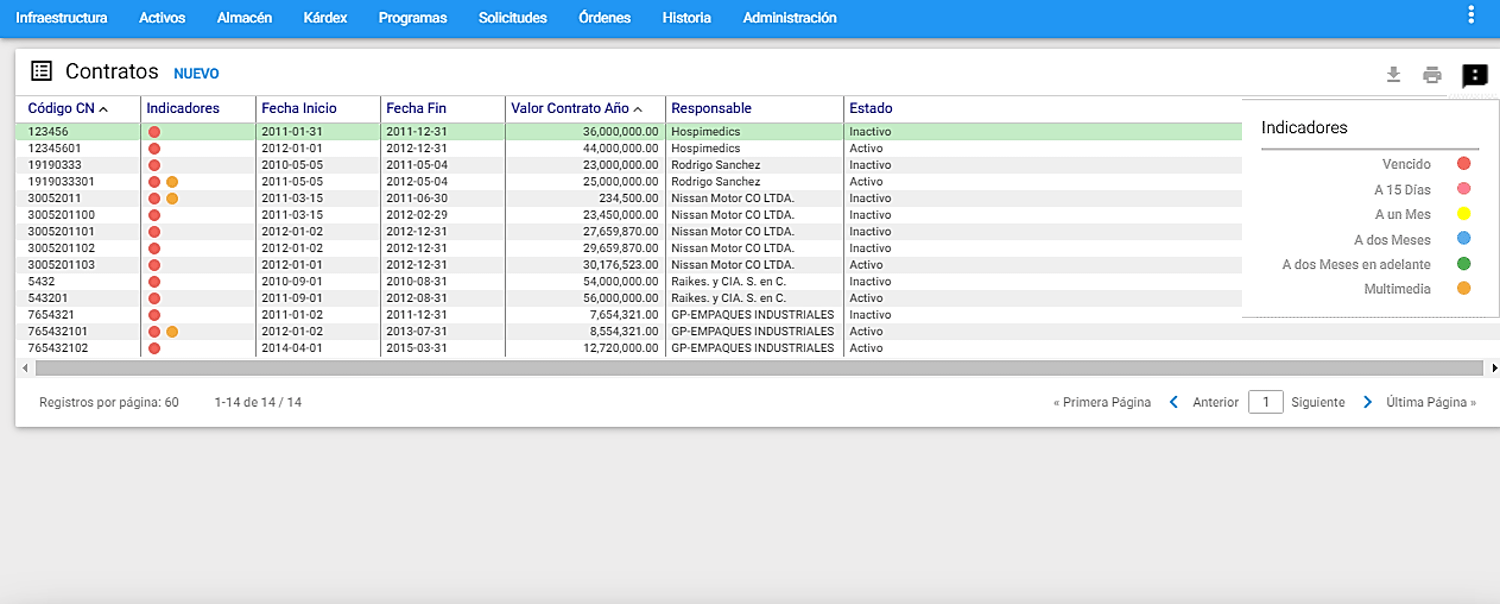 Infraestructura Activos Almacén Kárdex Programas Solicitudes Órdenes Historia Administración
Contratos NUEVO
Código CN Indicadores Fecha Inicio Fecha Fin Valor Contrato Año Responsable Estado
123456 2011-01-31 2011-12-31 36,000,000.00 Hospimedics Inactivo
12345601 2012-01-01 2012-12-31 44,000,000.00 Hospimedics Activo
19190333 2010-05-05 2011-05-04 23,000,000.00 Rodrigo Sanchez Inactivo
1919033301 2011-05-05 2012-05-04 25,000,000.00 Rodrigo Sanchez Activo
30052011 2011-03-15 2011-06-30 234,500.00 Nissan Motor CO LTDA. Inactivo
3005201100 2011-03-15 2012-02-29 23,450,000.00 Nissan Motor CO LTDA. Inactivo
3005201101 2012-01-02 2012-12-31 27,659,870.00 Nissan Motor CO LTDA. Inactivo
3005201102 2012-01-02 2012-12-31 29,659,870.00 Nissan Motor CO LTDA. Inactivo
3005201103 2012-01-01 2012-12-31 30,176,523.00 Nissan Motor CO LTDA. Activo
5432 2010-09-01 2010-08-31 54,000,000.00 Raikes. y CIA. S. en C. Inactivo
543201 2011-09-01 2012-08-31 56,000,000.00 Raikes. y CIA. S. en C. Activo
7654321 2011-01-02 2011-12-31 7,654,321.00 GP-EMPAQUES INDUSTRIALES Inactivo
765432101 2012-01-02 2013-07-31 8,554,321.00 GP-EMPAQUES INDUSTRIALES Activo
765432102 2014-04-01 2015-03-31 12,720,000.00 GP-EMPAQUES INDUSTRIALES Activo
Indicadores
Vencido
A 15 Días
A un Mes
A dos Meses
A dos Meses en adelante
Multimedia
Registros por página: 60 1-14 de 14 / 14 « Primera Página Anterior 1 Siguiente Última Página »